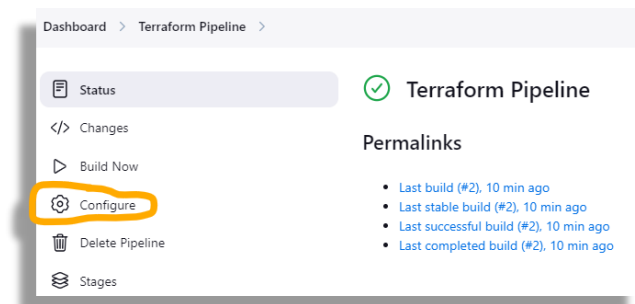 Dashboard > Terraform Pipeline >
Status
</> Changes
Build Now
Configure
Delete Pipeline
Stages
Terraform Pipeline
Permalinks
Last build (#2), 10 min ago
Last stable build (#2), 10 min ago
Last successful build (#2), 10 min ago
Last completed build (#2), 10 min ago